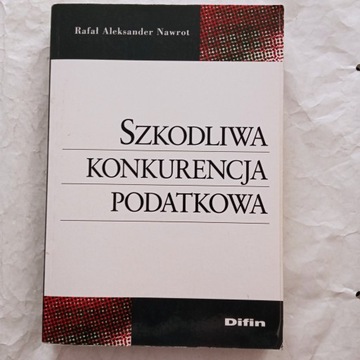 Rafał Aleksander Nawrot
SZKODLIWA
KONKURENCJA
PODATKOWA
Difin